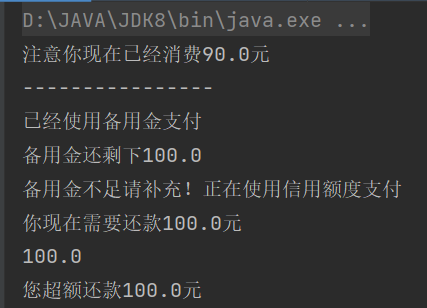 D:\JAVA\JDK8\bin\java.exe ...
注意你现在已经消费90.0元
----------------
已经使用备用金支付
备用金还剩下100.0
备用金不足请补充！正在使用信用额度支付
你现在需要还款100.0元
100.0
您超额还款100.0元